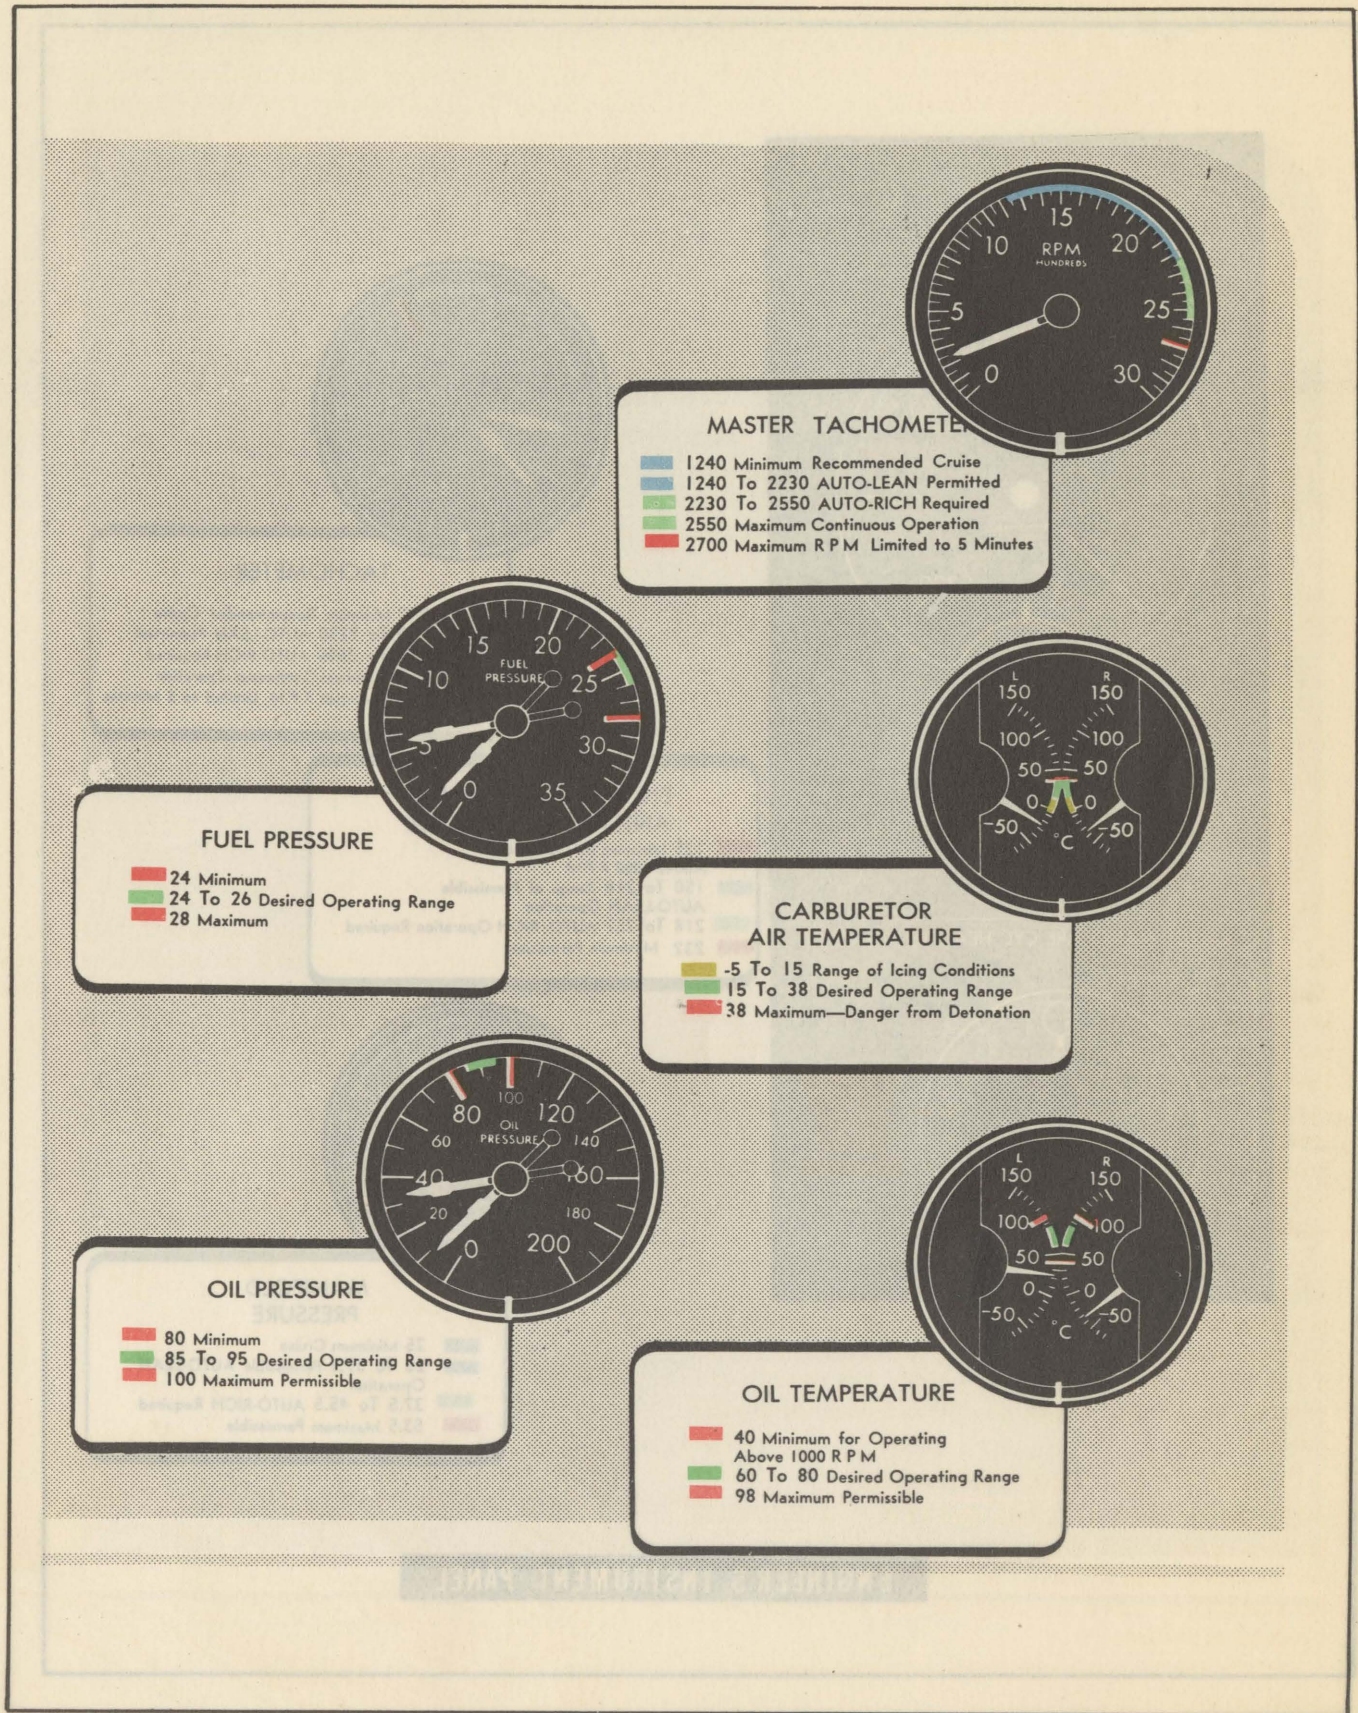 15
10
20
RPM
HUNDREDS
5
25
0
30
MASTER TACHOMETE
1240 Minimum Recommended Cruise
1240 To 2230 AUTO-LEAN Permitted
2230 To 2550 AUTO-RICH Required
2550 Maximum Continuous Operation
2700 Maximum R P M Limited to 5 Minutes
15
20
FUEL
PRESSURE
10
25
5
30
0
35
FUEL PRESSURE
24 Minimum
24 To 26 Desired Operating Range
28 Maximum
L
R
150
150
100
100
50
50
0
0
-50
-50
°C
CARBURETOR
AIR TEMPERATURE
-5 To 15 Range of Icing Conditions
15 To 38 Desired Operating Range
38 Maximum—Danger from Detonation
100
80
120
OIL
PRESSURE
60
140
40
160
20
180
0
200
OIL PRESSURE
80 Minimum
85 To 95 Desired Operating Range
100 Maximum Permissible
L
R
150
150
100
100
50
50
0
0
-50
-50
°C
OIL TEMPERATURE
40 Minimum for Operating
Above 1000 R P M
60 To 80 Desired Operating Range
98 Maximum Permissible